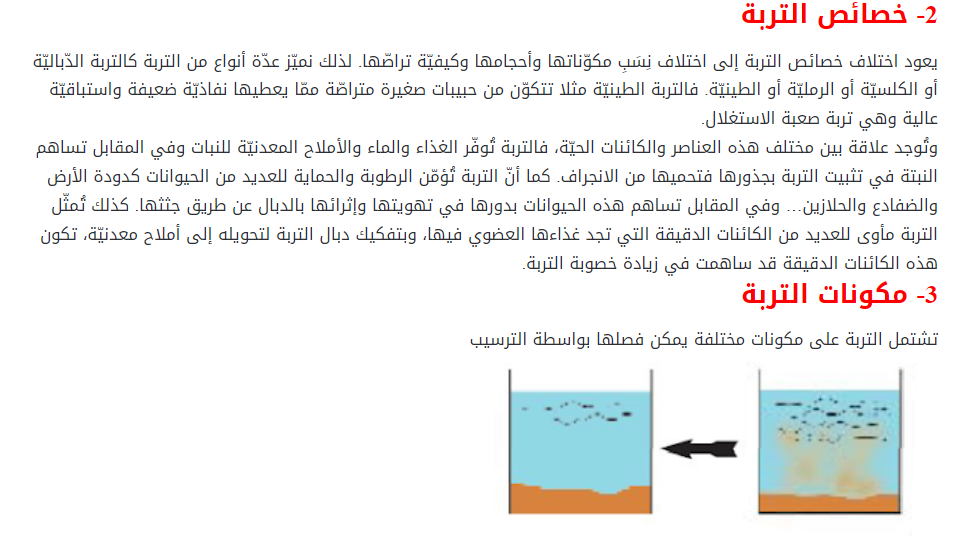 2- خصائص التربة
يعود اختلاف خصائص التربة إلى اختلاف نِسَبِ مكوّناتها وأحجامها وكيفيّة تراصّها. لذلك نميّز عدّة أنواع من التربة كالتربة الدّباليّة
أو الكلسيّة أو الرمليّة أو الطينيّة. فالتربة الطينيّة مثلا تتكوّن من حبيبات صغيرة متراصّة ممّا يعطيها نفاذيّة ضعيفة واستباقيّة
عالية وهي تربة صعبة الاستغلال.
وتُوجد علاقة بين مختلف هذه العناصر والكائنات الحيّة، فالتربة تُوفّر الغذاء والماء والأملاح المعدنيّة للنبات وفي المقابل تساهم
النبتة في تثبيت التربة بجذورها فتحميها من الانجراف. كما أنّ التربة تُؤمّن الرطوبة والحماية للعديد من الحيوانات كدودة الأرض
والضفادع والحلازين... وفي المقابل تساهم هذه الحيوانات بدورها في تهويتها وإثرائها بالدبال عن طريق جثثها. كذلك تُمثّل
التربة مأوى للعديد من الكائنات الدقيقة التي تجد غذاءها العضوي فيها، وبتفكيك دبال التربة لتحويله إلى أملاح معدنيّة، تكون
هذه الكائنات الدقيقة قد ساهمت في زيادة خصوبة التربة.
3- مكونات التربة
تشتمل التربة على مكونات مختلفة يمكن فصلها بواسطة الترسيب